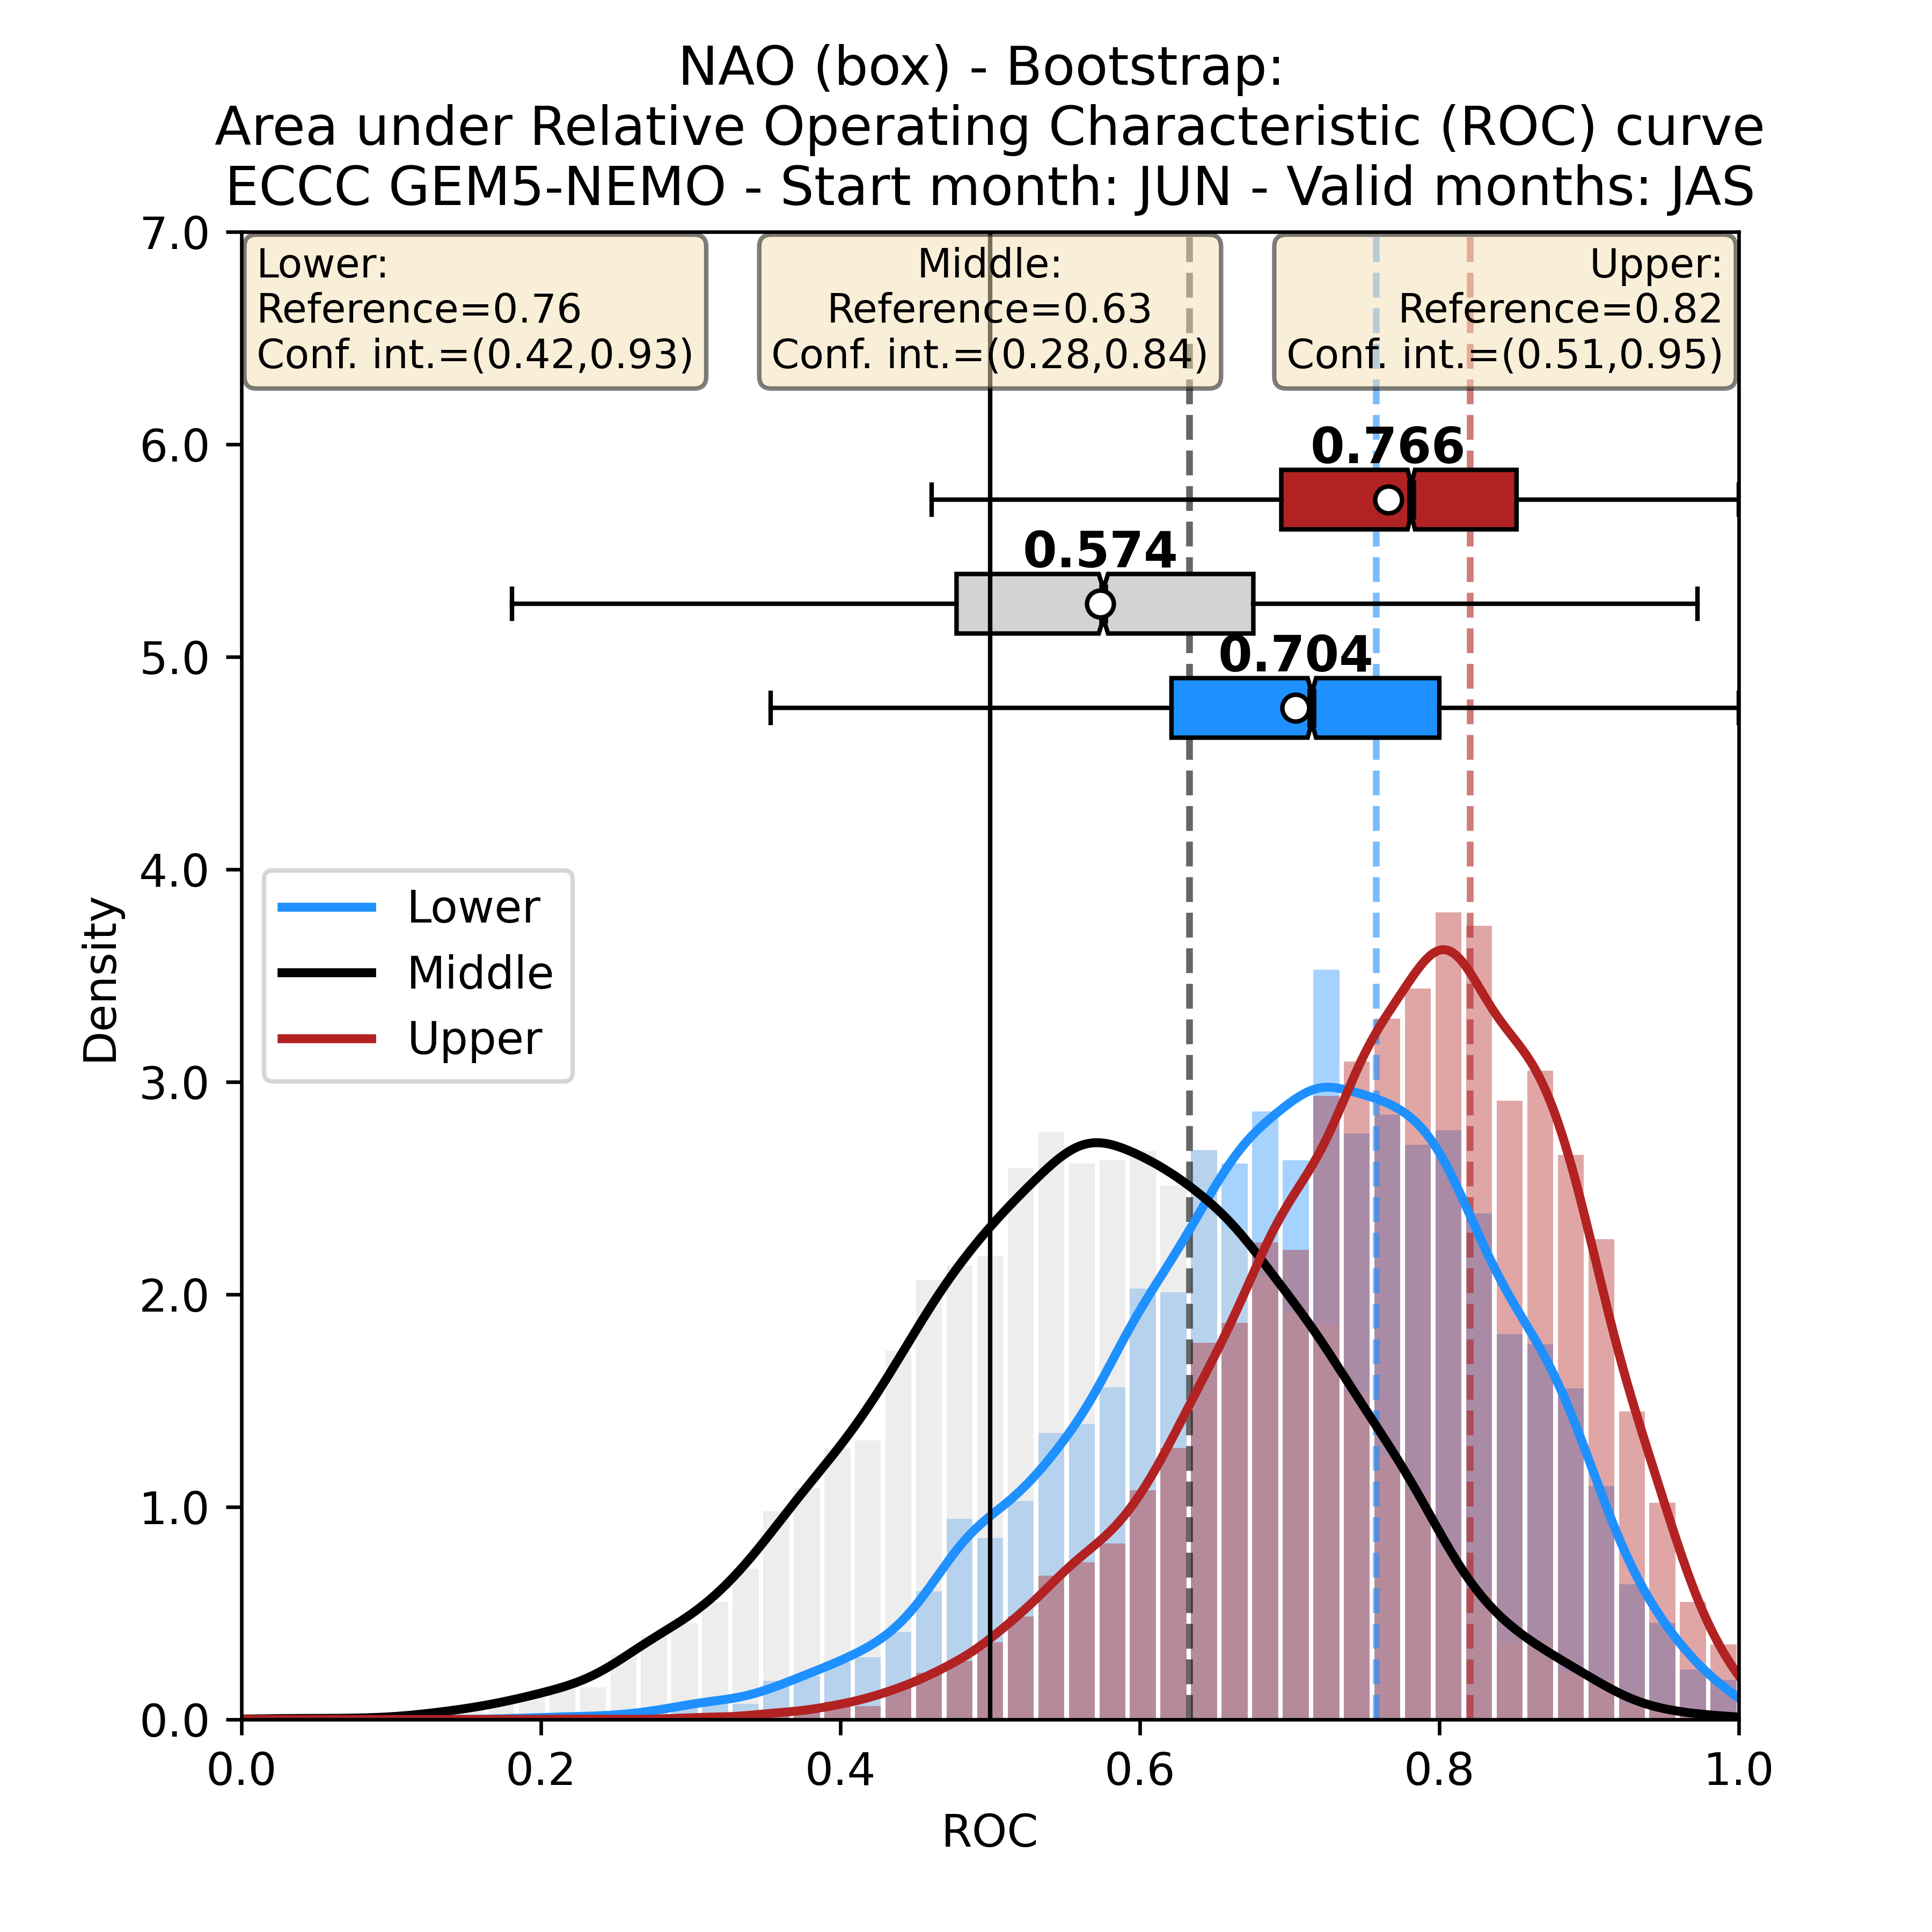 NAO (box) - Bootstrap:
Area under Relative Operating Characteristic (ROC) curve
ECCC GEM5-NEMO - Start month: JUN - Valid months: JAS
Lower:
Reference=0.76
Conf. int.=(0.42,0.93)
Middle:
Reference=0.63
Conf. int.=(0.28,0.84)
Upper:
Reference=0.82
Conf. int.=(0.51,0.95)
0.766
0.574
0.704
Lower
Middle
Upper
Density
7.0
6.0
5.0
4.0
3.0
2.0
1.0
0.0
0.0
0.2
0.4
0.6
0.8
1.0
ROC